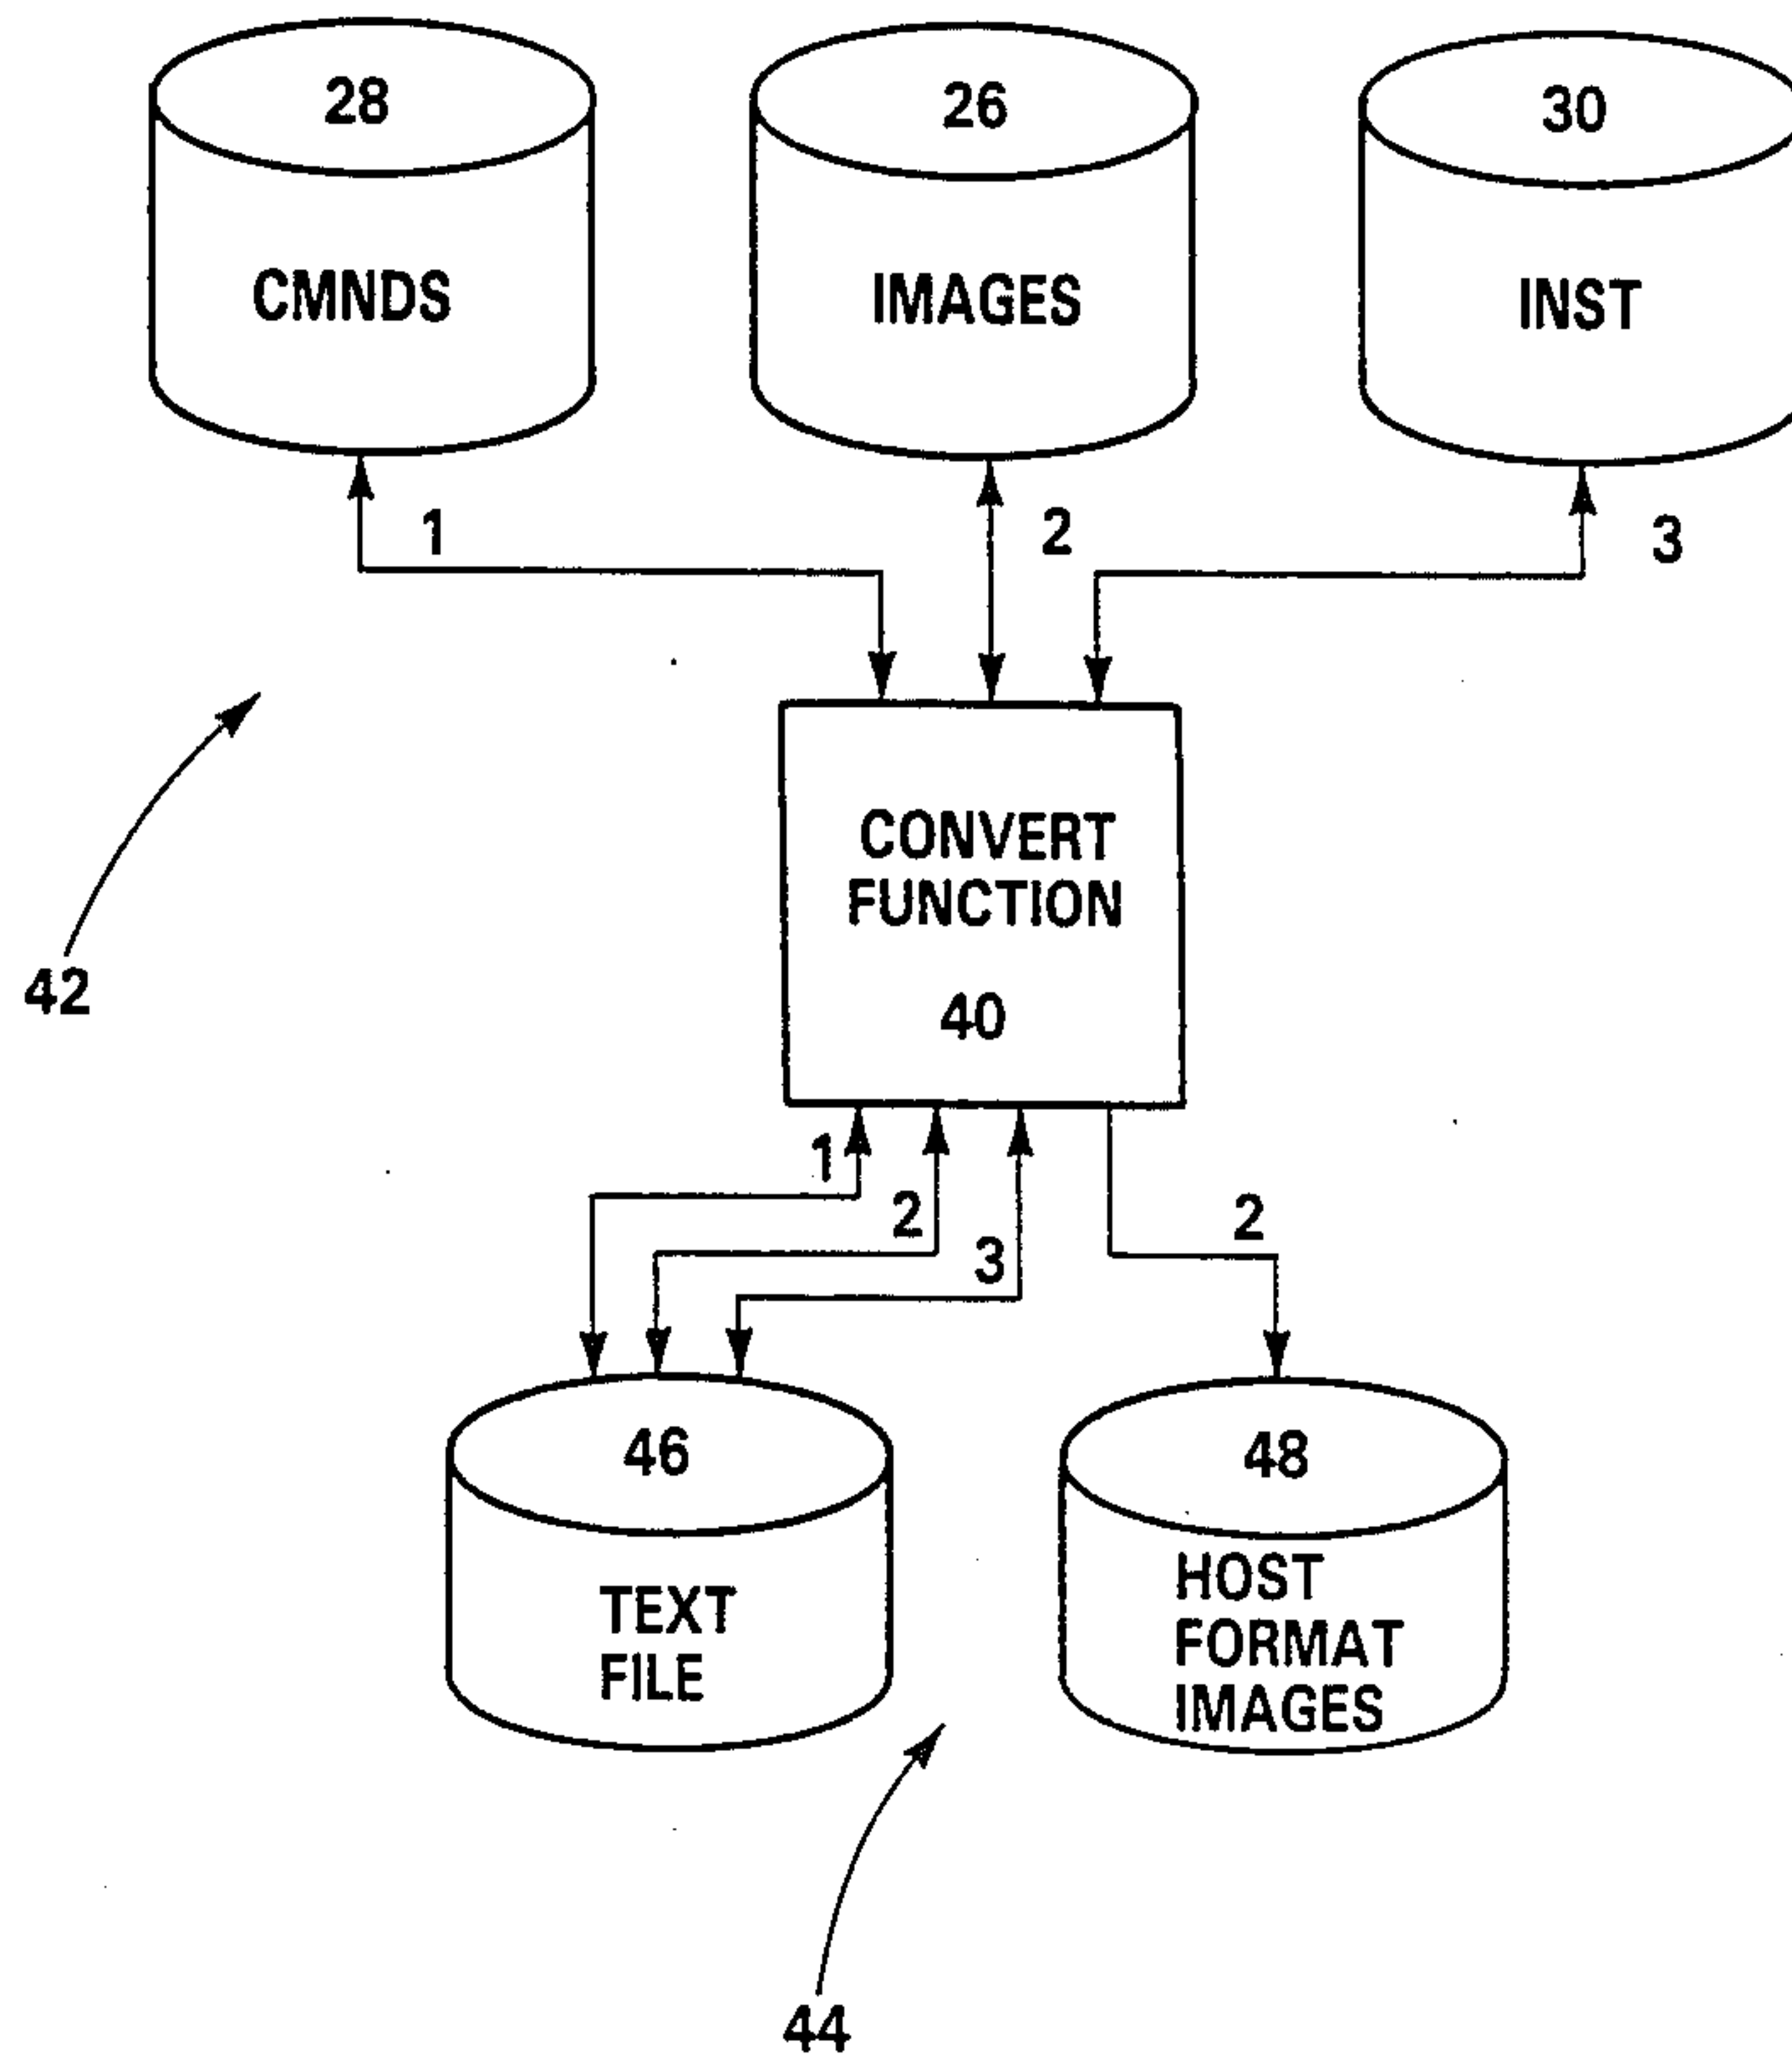 28
26
30
CMNDS
IMAGES
INST
1
2
3
CONVERT
FUNCTION
40
42
1
2
3
2
46
48
TEXT
FILE
HOST
FORMAT
IMAGES
44